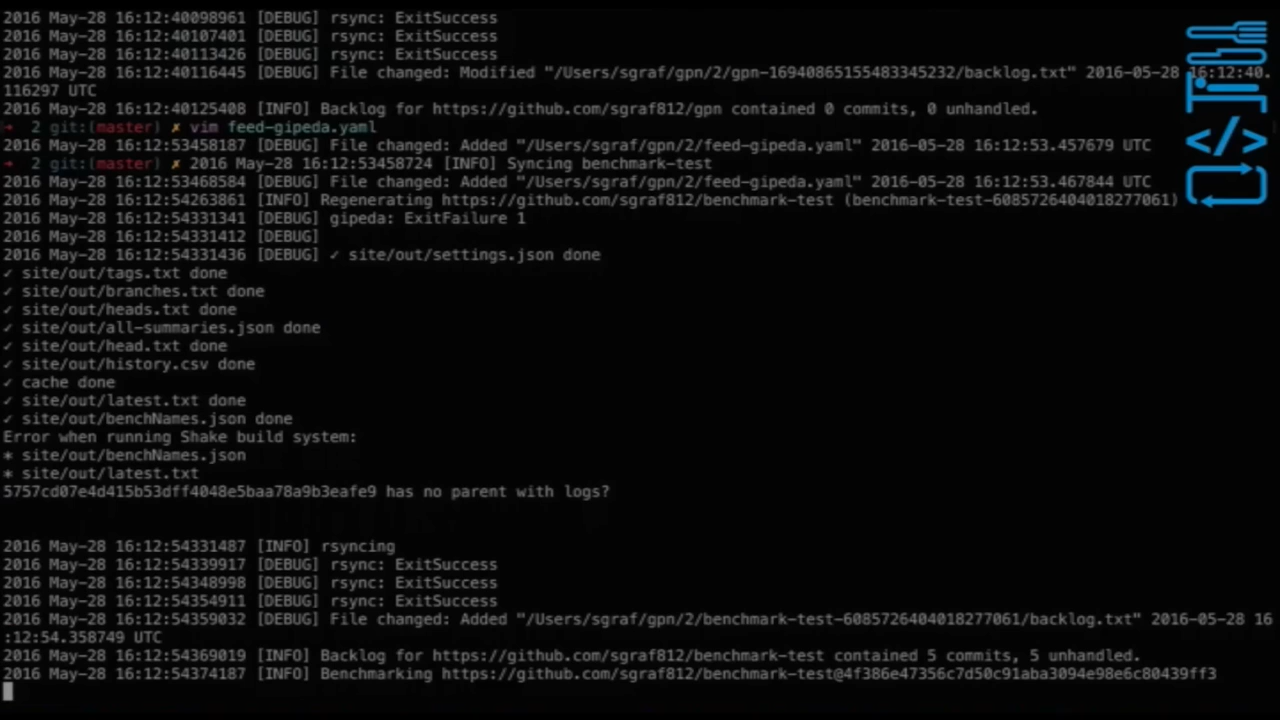 2016 May-28 16:12:40098961 [DEBUG] rsync: ExitSuccess
2016 May-28 16:12:40107401 [DEBUG] rsync: ExitSuccess
2016 May-28 16:12:40113426 [DEBUG] rsync: ExitSuccess
2016 May-28 16:12:40116445 [DEBUG] File changed: Modified "/Users/sgraf/gpn/2/gpn-16940865155483345232/backlog.txt" 2016-05-28 16:12:40.
116297 UTC
2016 May-28 16:12:40125408 [INFO] Backlog for https://github.com/sgraf812/gpn contained 0 commits, 0 unhandled.
➜  2 git:(master) ✗ vim feed-gipeda.yaml
2016 May-28 16:12:53458187 [DEBUG] File changed: Added "/Users/sgraf/gpn/2/feed-gipeda.yaml" 2016-05-28 16:12:53.457679 UTC
➜  2 git:(master) ✗ 2016 May-28 16:12:53458724 [INFO] Syncing benchmark-test
2016 May-28 16:12:53468584 [DEBUG] File changed: Added "/Users/sgraf/gpn/2/feed-gipeda.yaml" 2016-05-28 16:12:53.467844 UTC
2016 May-28 16:12:54263861 [INFO] Regenerating https://github.com/sgraf812/benchmark-test (benchmark-test-6085726404018277061)
2016 May-28 16:12:54331341 [DEBUG] gipeda: ExitFailure 1
2016 May-28 16:12:54331412 [DEBUG]
2016 May-28 16:12:54331436 [DEBUG] ✓ site/out/settings.json done
✓ site/out/tags.txt done
✓ site/out/branches.txt done
✓ site/out/heads.txt done
✓ site/out/all-summaries.json done
✓ site/out/head.txt done
✓ site/out/history.csv done
✓ cache done
✓ site/out/latest.txt done
✓ site/out/benchNames.json done
Error when running Shake build system:
* site/out/benchNames.json
* site/out/latest.txt
5757cd07e4d415b53dff4048e5baa78a9b3eafe9 has no parent with logs?
2016 May-28 16:12:54331487 [INFO] rsyncing
2016 May-28 16:12:54339917 [DEBUG] rsync: ExitSuccess
2016 May-28 16:12:54348998 [DEBUG] rsync: ExitSuccess
2016 May-28 16:12:54354911 [DEBUG] rsync: ExitSuccess
2016 May-28 16:12:54359032 [DEBUG] File changed: Added "/Users/sgraf/gpn/2/benchmark-test-6085726404018277061/backlog.txt" 2016-05-28 16
:12:54.358749 UTC
2016 May-28 16:12:54369019 [INFO] Backlog for https://github.com/sgraf812/benchmark-test contained 5 commits, 5 unhandled.
2016 May-28 16:12:54374187 [INFO] Benchmarking https://github.com/sgraf812/benchmark-test@4f386e47356c7d50c91aba3094e98e6c80439ff3